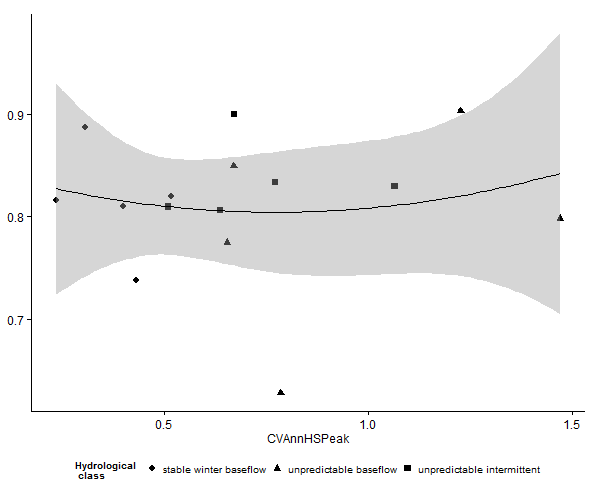 0.9
0.8
0.7
0.5
1.0
1.5
CVAnnHSPeak
Hydrological
class
stable winter baseflow
unpredictable baseflow
unpredictable intermittent